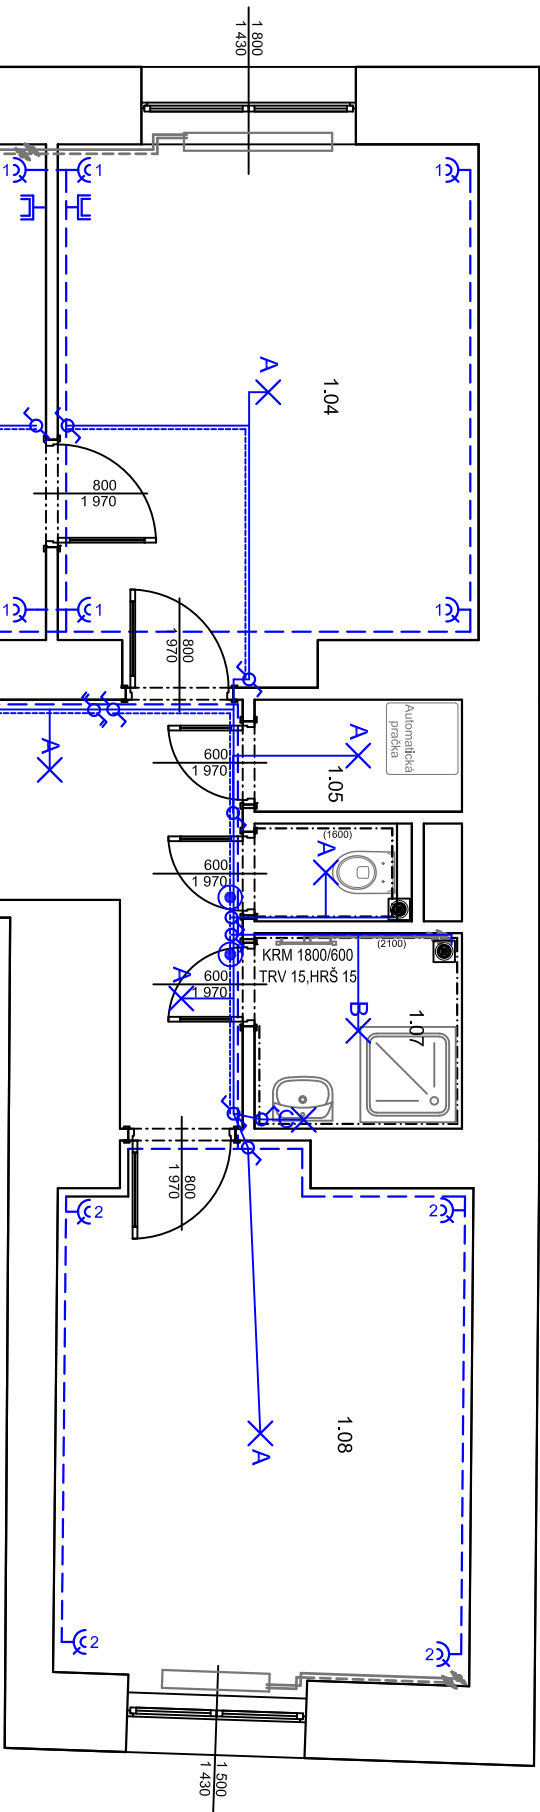 1 800
1 430
1
1
1
A
1.04
800
1 970
1
1
1
800
1 970
Automatická
pračka
A
A
1.05
600
1 970
(1600)
A
600
1 970
(2100)
KRM 1800/600
TRV 15,HRŠ 15
A
600
1 970
B
1.07
C
800
1 970
2
2
1.08
A
2
2
1 500
1 430